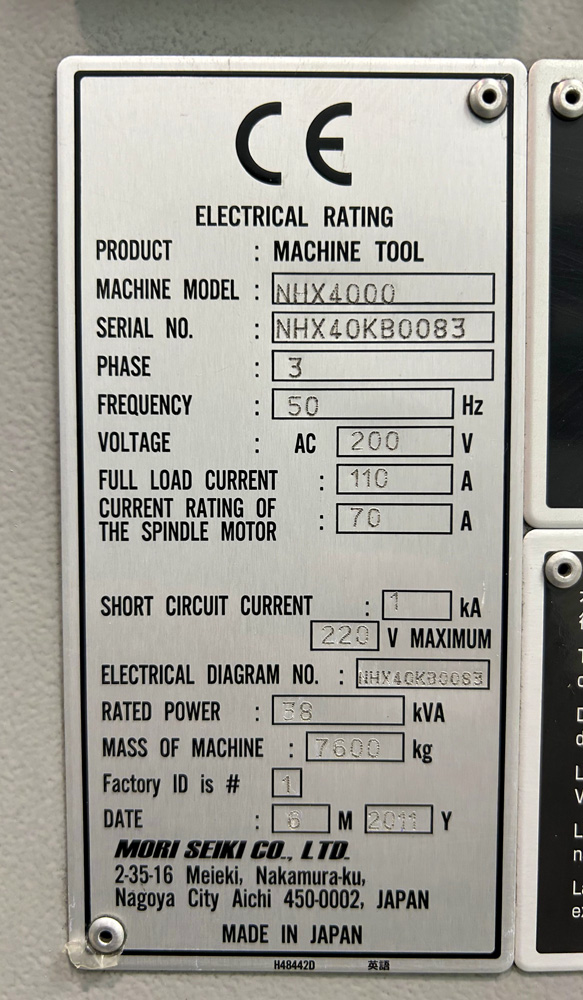 CE
ELECTRICAL RATING
PRODUCT : MACHINE TOOL
MACHINE MODEL : NHX4000
SERIAL NO. : NHX40KB0083
PHASE : 3
FREQUENCY : 50 Hz
VOLTAGE : AC 200 V
FULL LOAD CURRENT : 110 A
CURRENT RATING OF
THE SPINDLE MOTOR : 70 A
SHORT CIRCUIT CURRENT : 1 kA
220 V MAXIMUM
ELECTRICAL DIAGRAM NO. : NHX40KB0083
RATED POWER : 38 kVA
MASS OF MACHINE : 7600 kg
Factory ID is # 1
DATE : 6 M 2011 Y
MORI SEIKI CO., LTD.
2-35-16 Meieki, Nakamura-ku,
Nagoya City Aichi 450-0002, JAPAN
MADE IN JAPAN
H48442D 英語